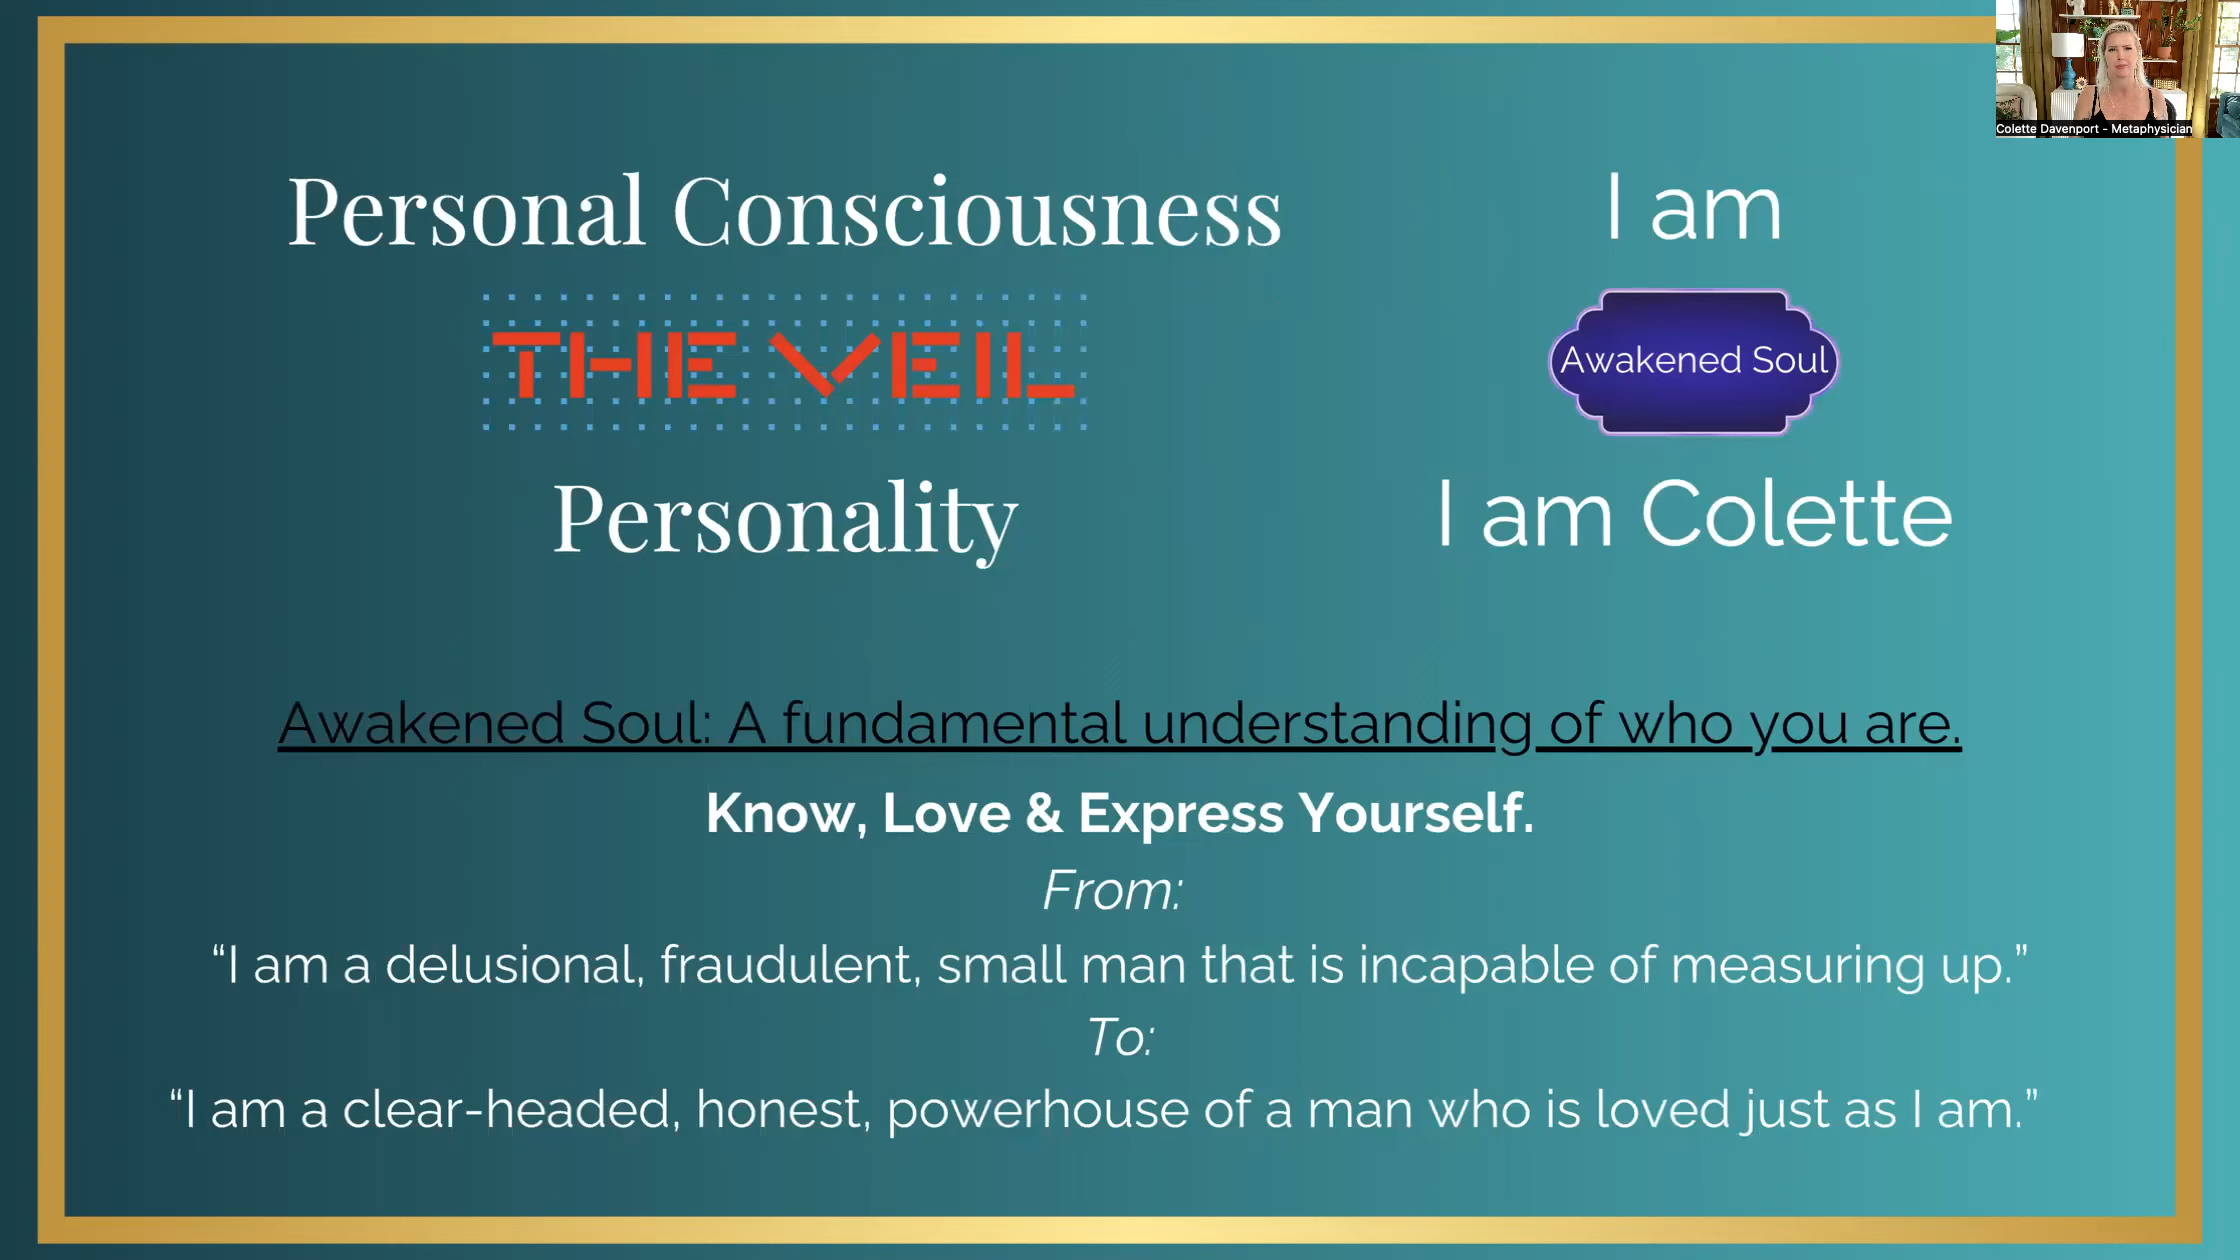 Colette Davenport - Metaphysician
Personal Consciousness
I am
THE VEIL
Awakened Soul
Personality
I am Colette
Awakened Soul: A fundamental understanding of who you are.
Know, Love & Express Yourself.
From:
“I am a delusional, fraudulent, small man that is incapable of measuring up.”
To:
“I am a clear-headed, honest, powerhouse of a man who is loved just as I am.”